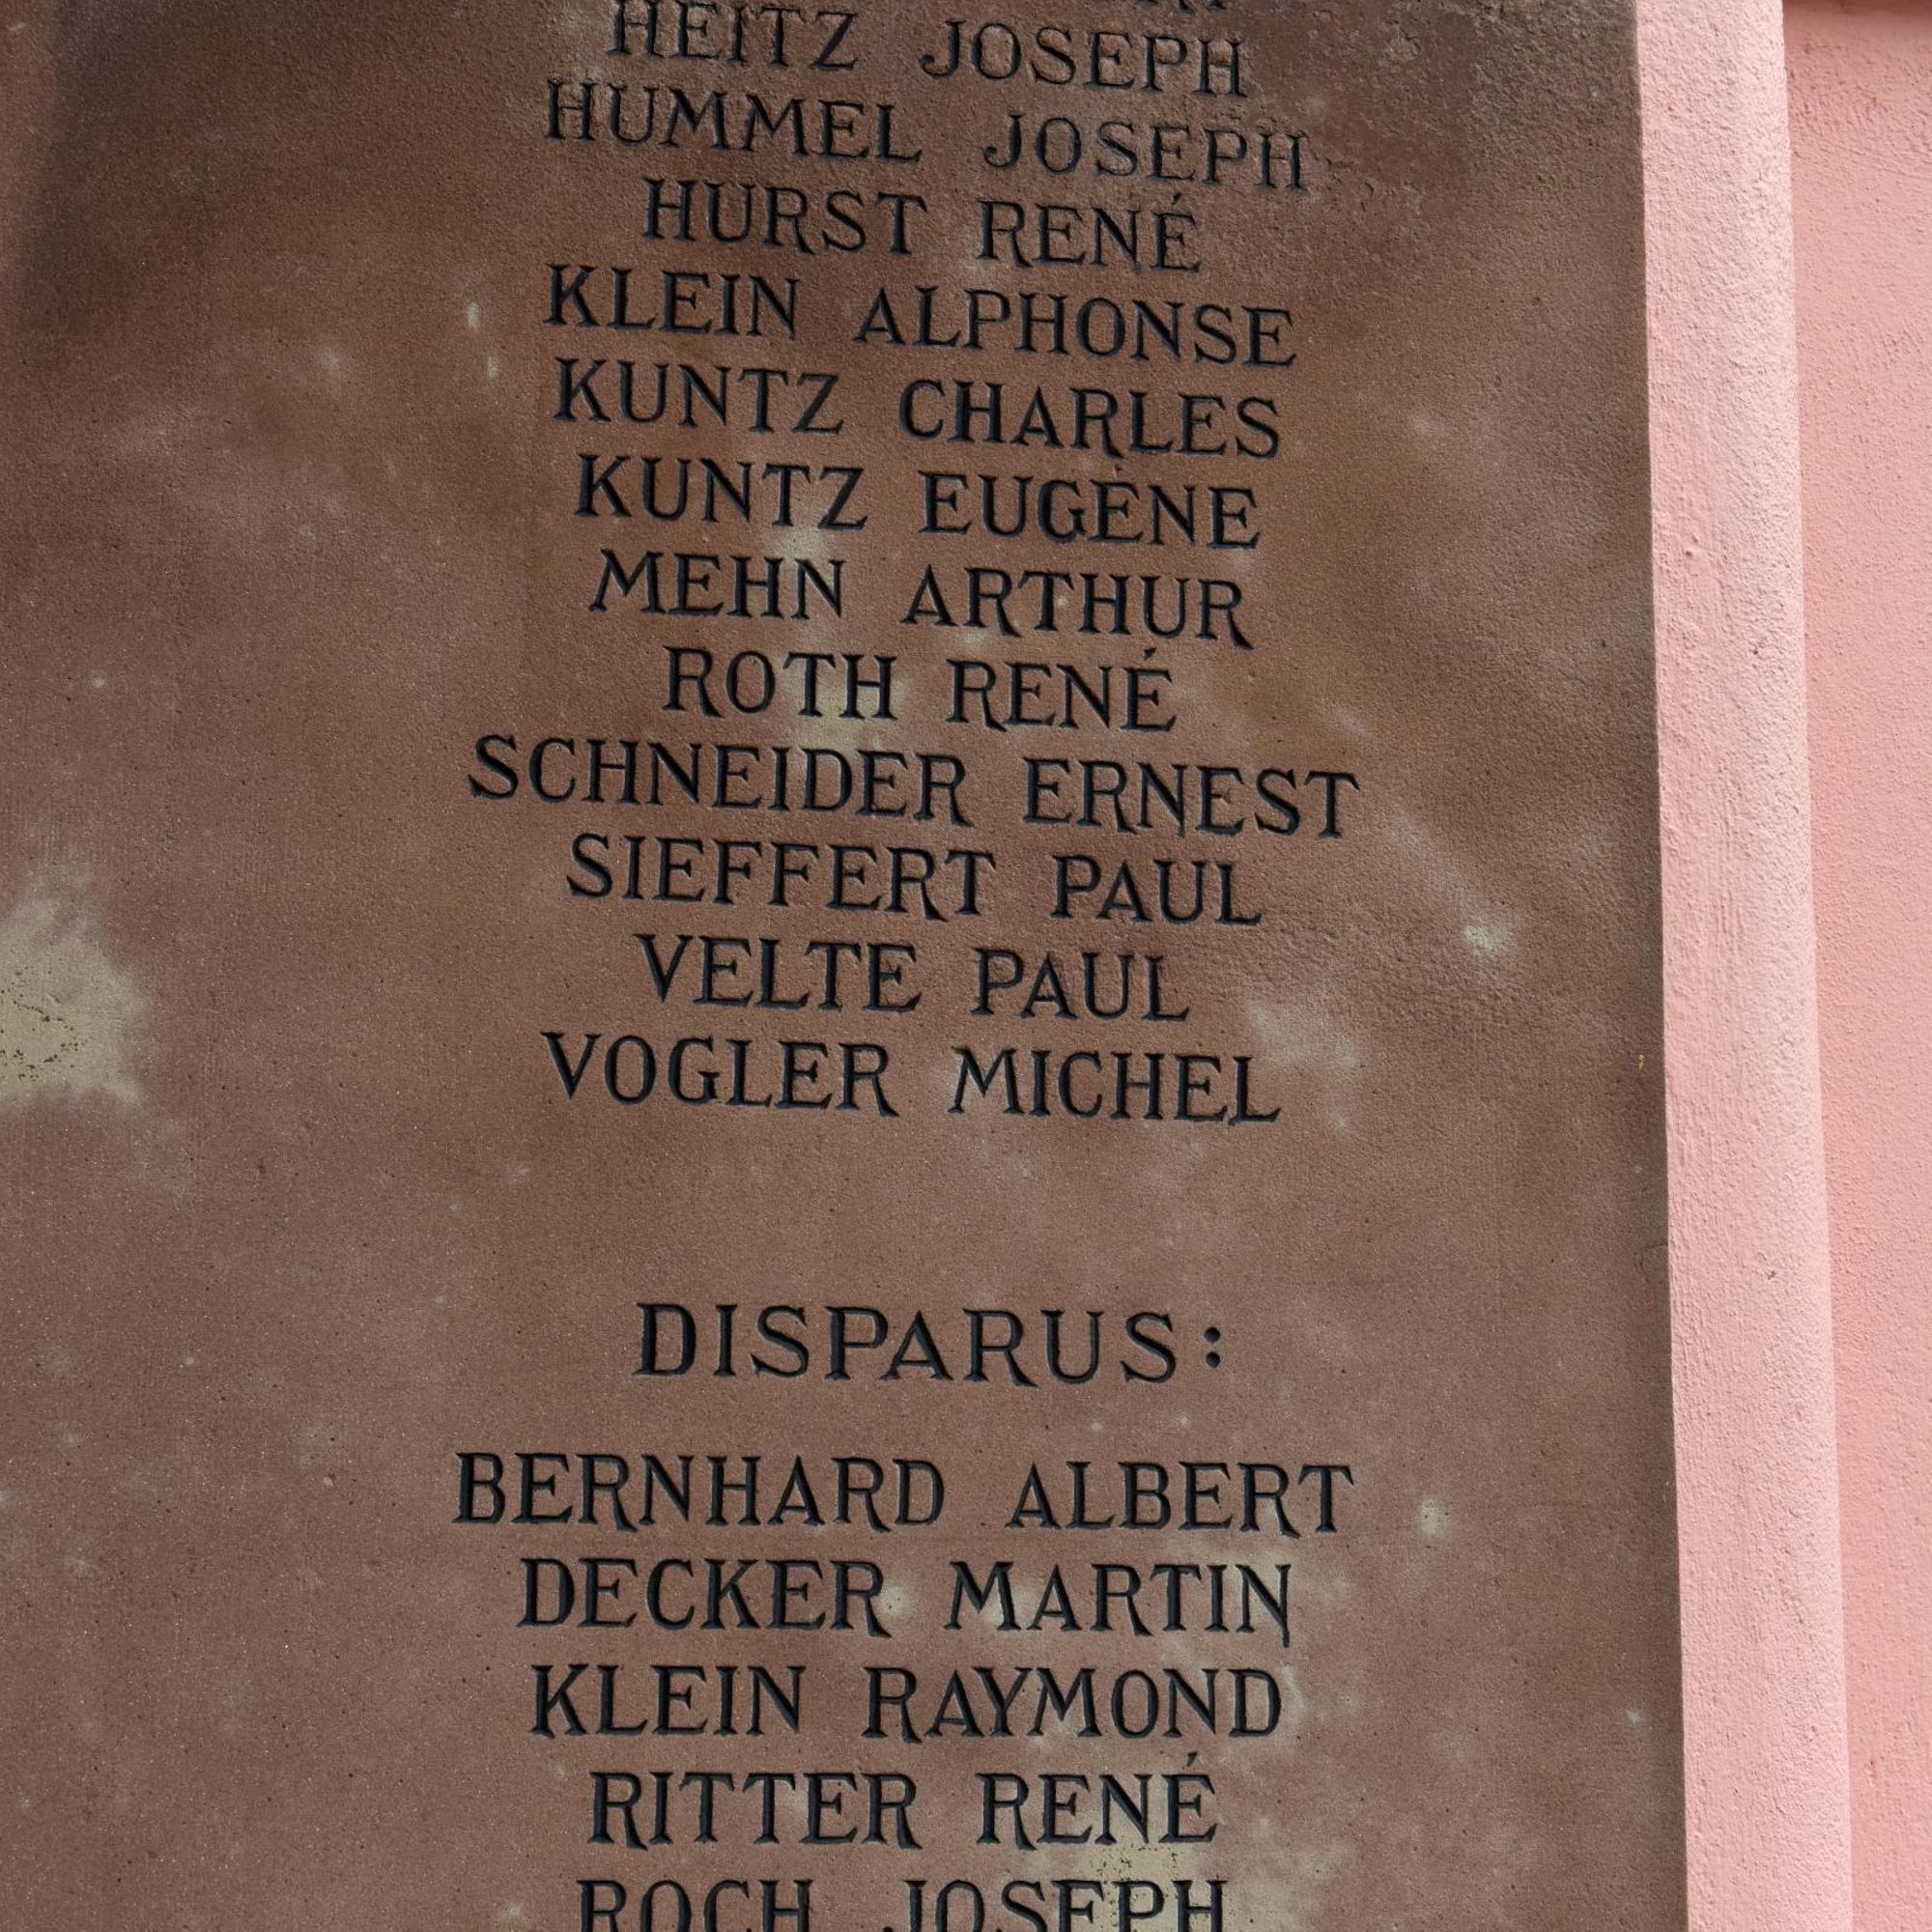 HEITZ JOSEPH
HUMMEL JOSEPH
HURST RENÉ
KLEIN ALPHONSE
KUNTZ CHARLES
KUNTZ EUGÈNE
MEHN ARTHUR
ROTH RENÉ
SCHNEIDER ERNEST
SIEFFERT PAUL
VELTE PAUL
VOGLER MICHEL
DISPARUS:
BERNHARD ALBERT
DECKER MARTIN
KLEIN RAYMOND
RITTER RENÉ
ROCH JOSEPH